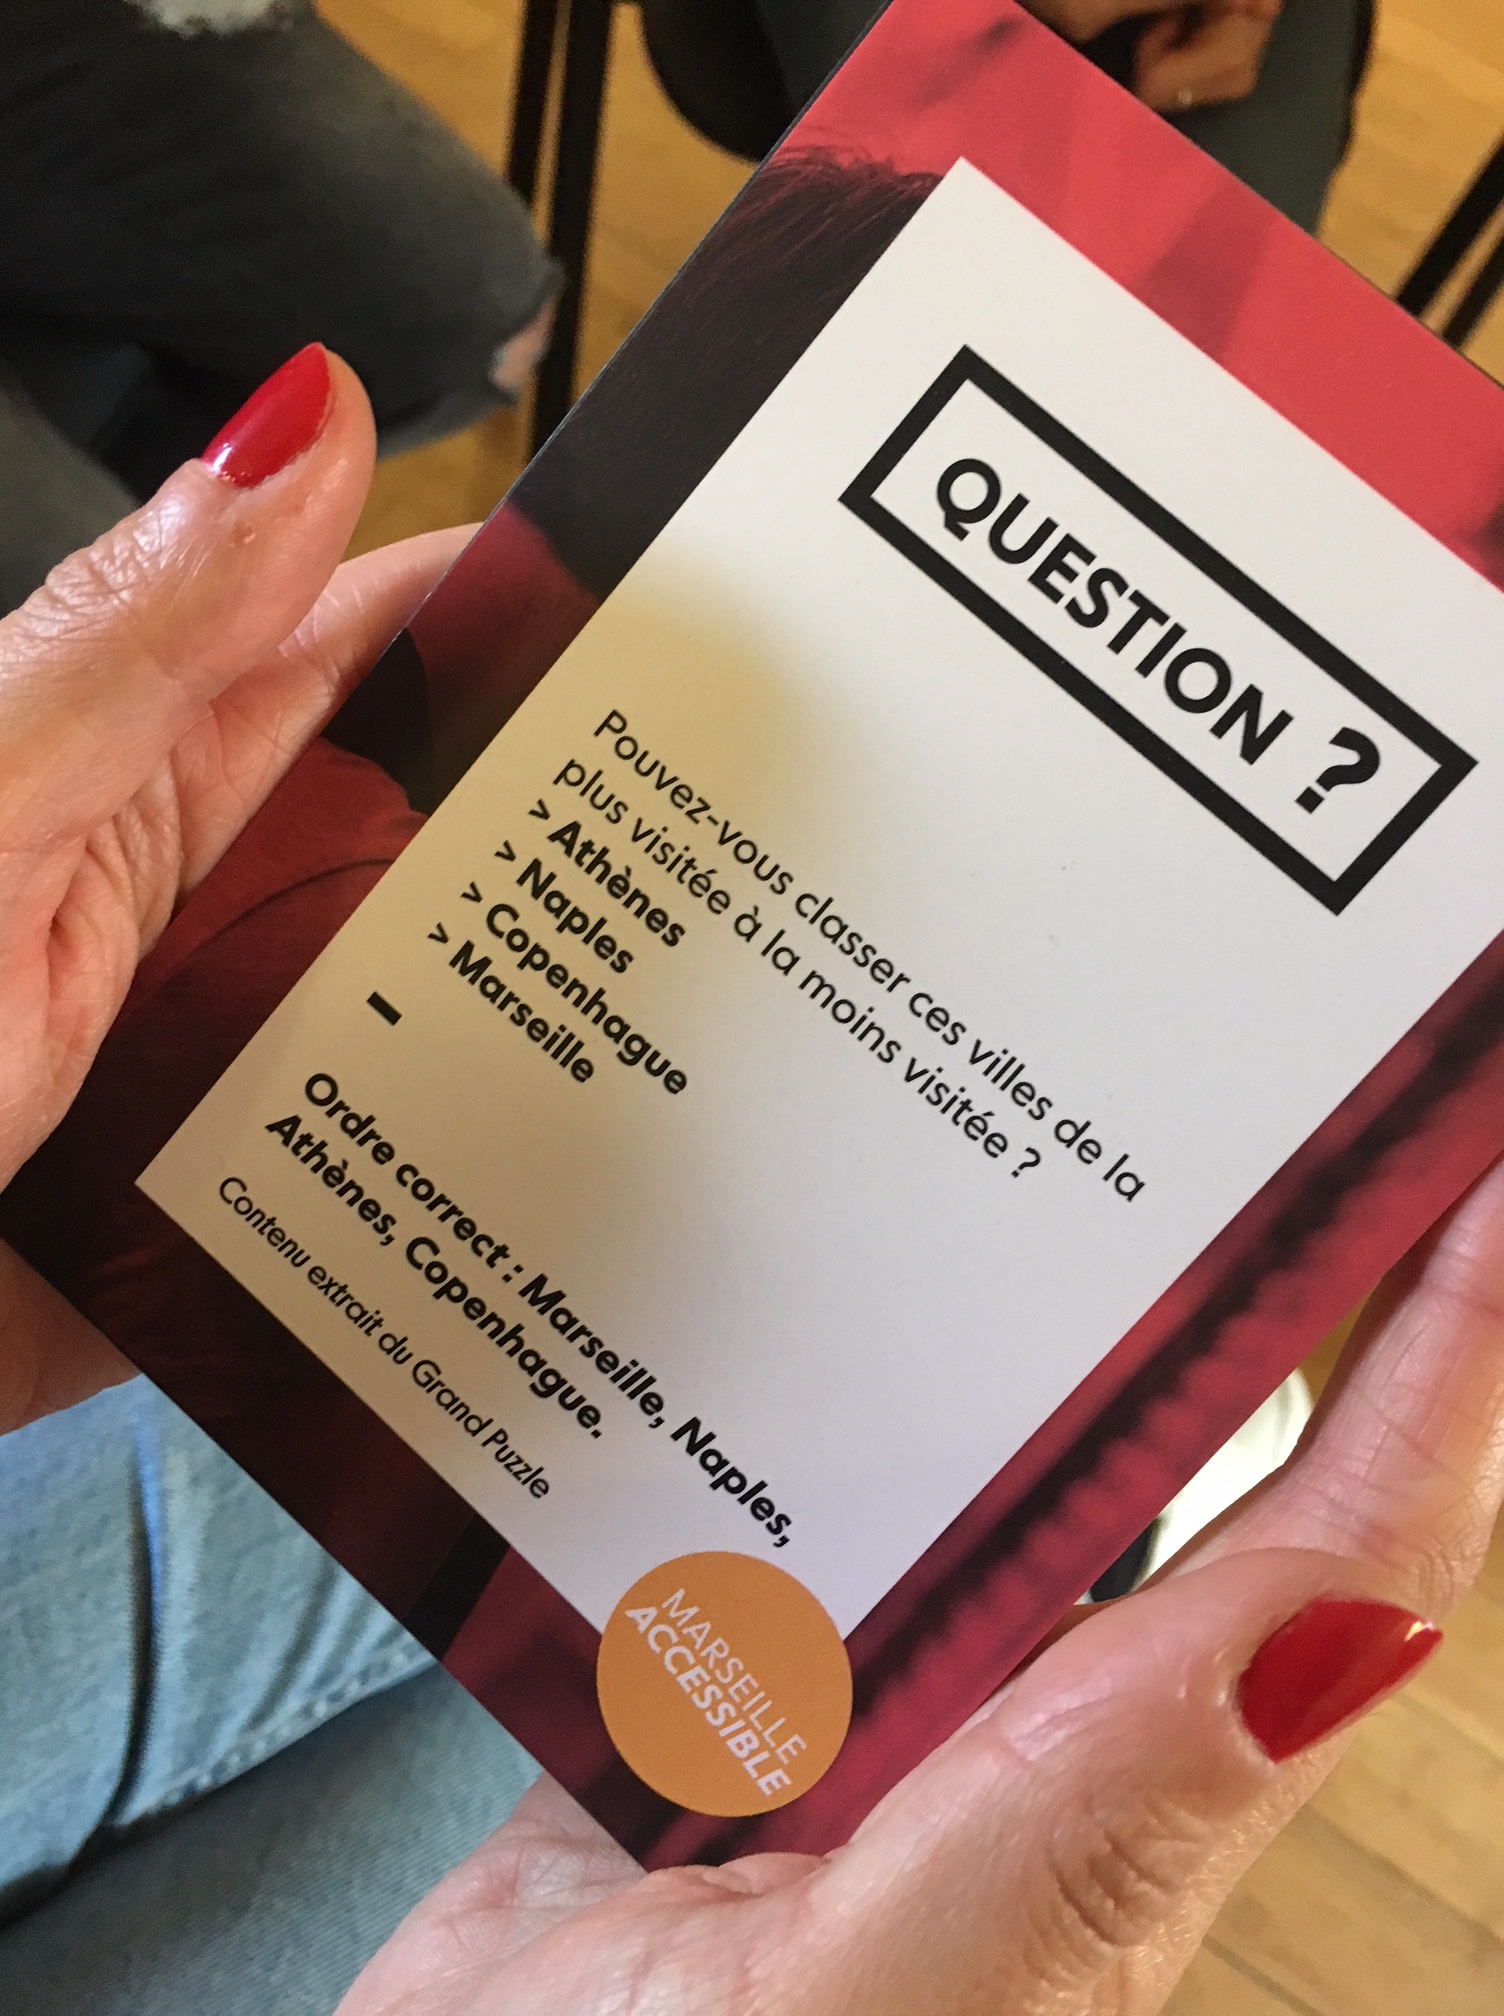 QUESTION ?
Pouvez-vous classer ces villes de la
plus visitée à la moins visitée ?
> Athènes
> Naples
> Copenhague
> Marseille
Ordre correct : Marseille, Naples,
Athènes, Copenhague.
Contenu extrait du Grand Puzzle
MARSEILLE
ACCESSIBLE